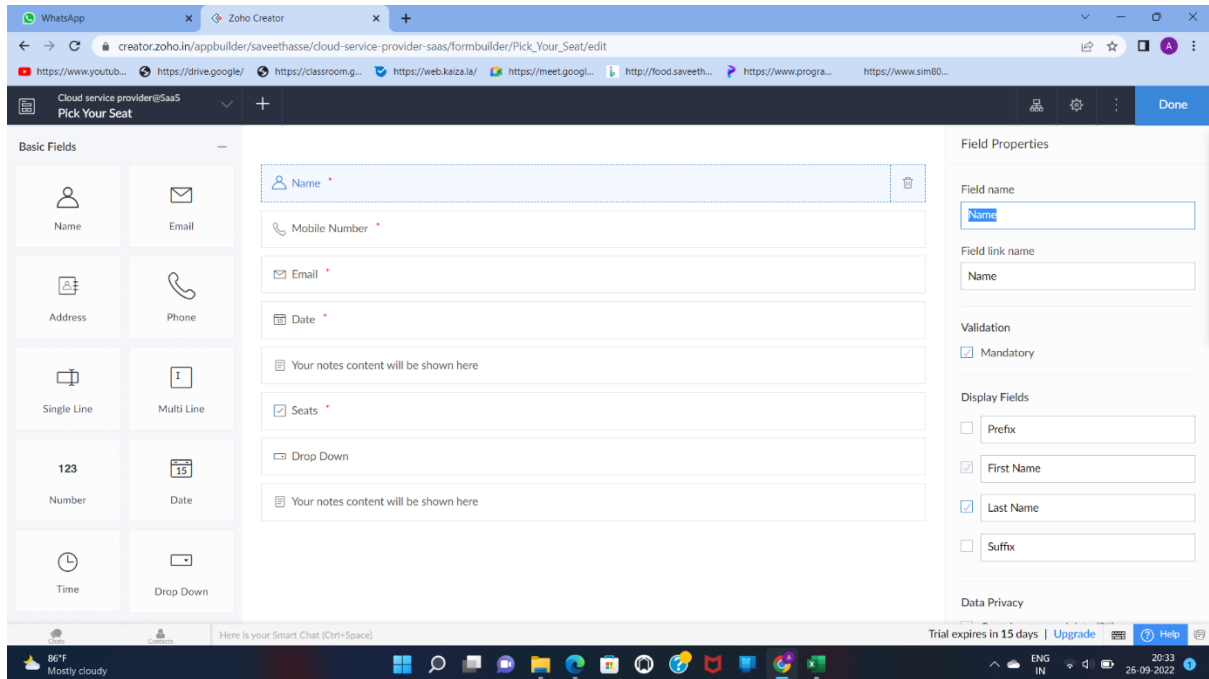 WhatsApp
Zoho Creator
creator.zoho.in/appbuilder/saveethasse/cloud-service-provider-saas/formbuilder/Pick_Your_Seat/edit
A
https://www.youtub... https://drive.google/ https://classroom.g... https://web.kaiza.la/ https://meet.googl... http://food.saveeth... https://www.progra... https://www.sim80...
Cloud service provider@SaaS
Pick Your Seat
Done
Basic Fields
Name
Email
Address
Phone
Single Line
Multi Line
123
Number
15
Date
Time
Drop Down
Name *
Mobile Number *
Email *
Date *
Your notes content will be shown here
Seats *
Drop Down
Your notes content will be shown here
Field Properties
Field name
Name
Field link name
Name
Validation
Mandatory
Display Fields
Prefix
First Name
Last Name
Suffix
Data Privacy
Chats
Contacts
Here is your Smart Chat (Ctrl+Space)
Trial expires in 15 days | Upgrade
Help
86°F
Mostly cloudy
ENG
IN
20:33
26-09-2022
1